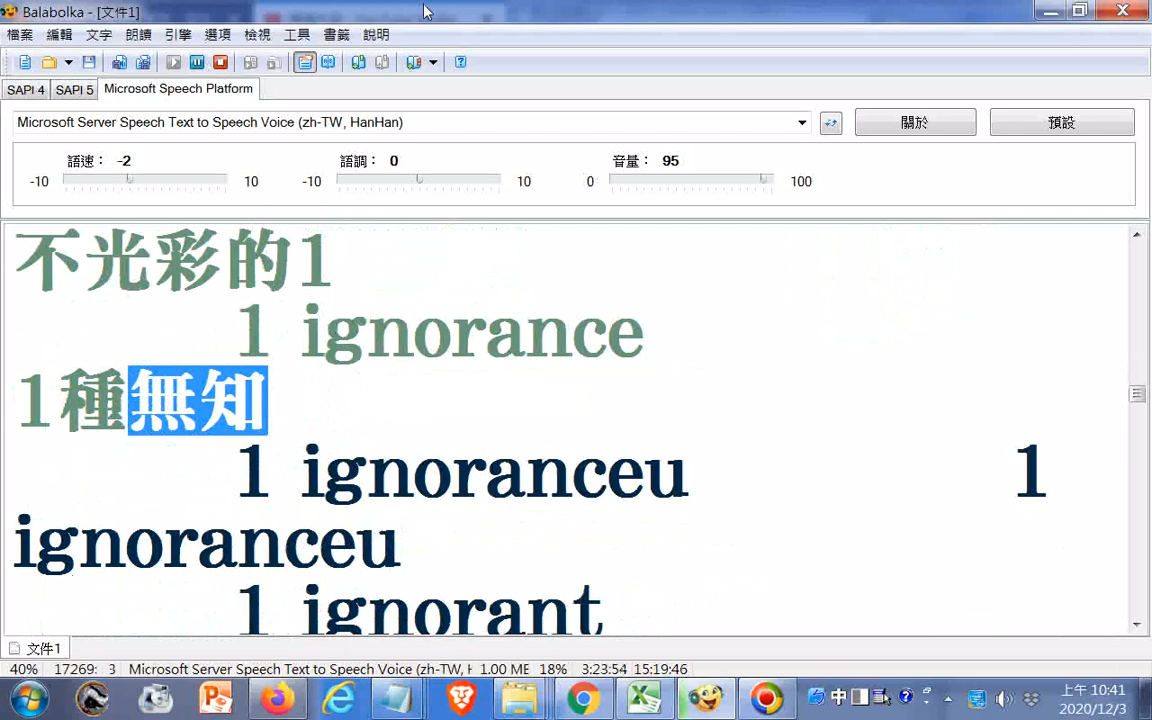 Balabolka - [文件1]
檔案 編輯 文字 朗讀 引擎 選項 檢視 工具 書籤 說明
SAPI 4 SAPI 5 Microsoft Speech Platform
Microsoft Server Speech Text to Speech Voice (zh-TW, HanHan) 關於 預設
語速： -2 語調： 0 音量： 95
-10 10 -10 10 0 100
不光彩的1
1 ignorance
1種無知
1 ignoranceu 1
ignoranceu
1 ignorant
文件1
40% 17269: 3 Microsoft Server Speech Text to Speech Voice (zh-TW, H 1.00 ME 18% 3:23:54 15:19:46
中 上午 10:41
2020/12/3